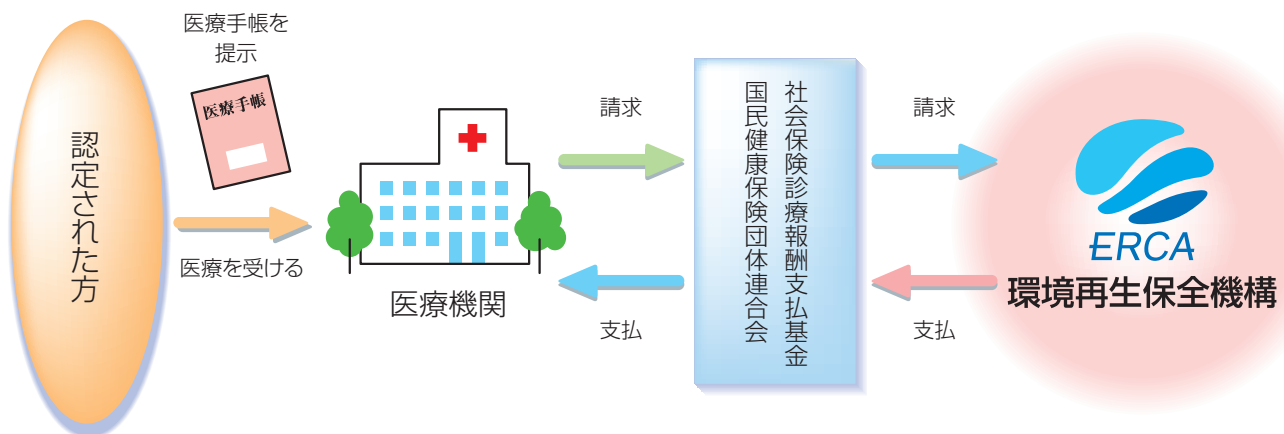 認定された方
医療手帳を
提示
医療手帳
医療を受ける
医療機関
請求
支払
社会保険診療報酬支払基金
国民健康保険団体連合会
請求
支払
ERCA
環境再生保全機構